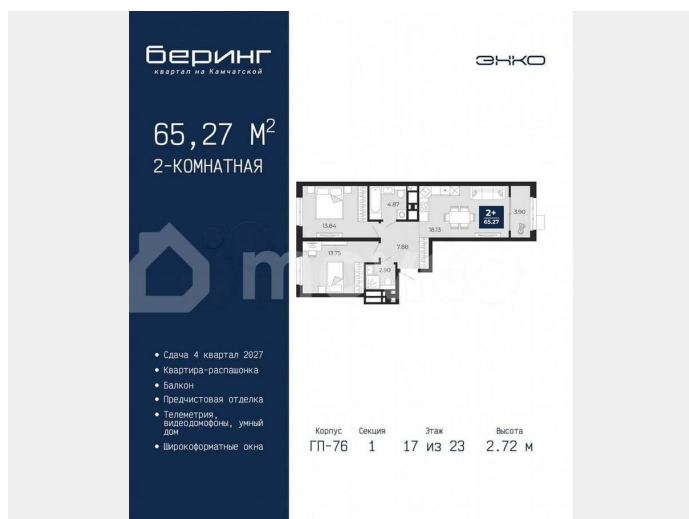 беринг
квартал на Камчатской
ЭНКО
65,27 М²
2-КОМНАТНАЯ
4.87
13.84
18.13
2+
65.27
3.90
13.75
7.88
2.90
• Сдача 4 квартал 2027
• Квартира-распашонка
• Балкон
• Предчистовая отделка
• Телеметрия,
видеодомофоны, умный
дом
• Широкоформатные окна
Корпус Секция Этаж Высота
ГП-76 1 17 из 23 2.72 м